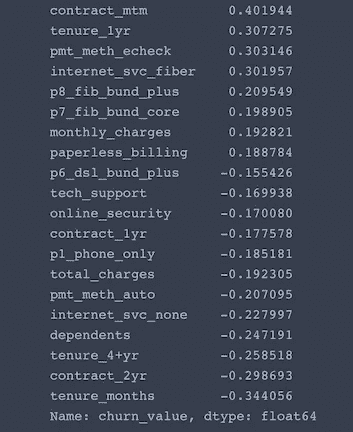 contract_mtm 0.401944
tenure_1yr 0.307275
pmt_meth_echeck 0.303146
internet_svc_fiber 0.301957
p8_fib_bund_plus 0.209549
p7_fib_bund_core 0.198905
monthly_charges 0.192821
paperless_billing 0.188784
p6_dsl_bund_plus -0.155426
tech_support -0.169938
online_security -0.170080
contract_1yr -0.177578
p1_phone_only -0.185181
total_charges -0.192305
pmt_meth_auto -0.207095
internet_svc_none -0.227997
dependents -0.247191
tenure_4+yr -0.258518
contract_2yr -0.298693
tenure_months -0.344056
Name: churn_value, dtype: float64